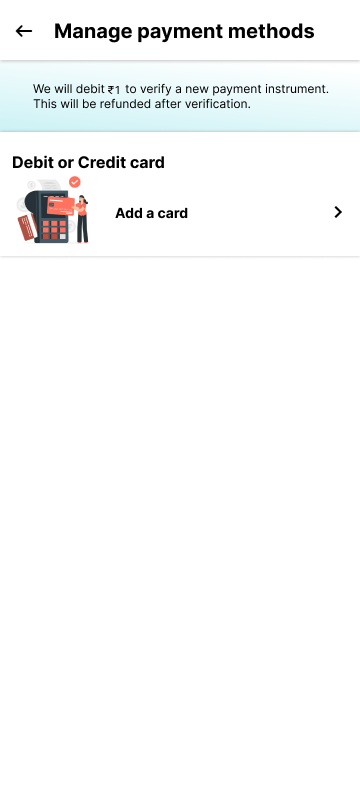 Manage payment methods
We will debit ₹1 to verify a new payment instrument.
This will be refunded after verification.
Debit or Credit card
Add a card